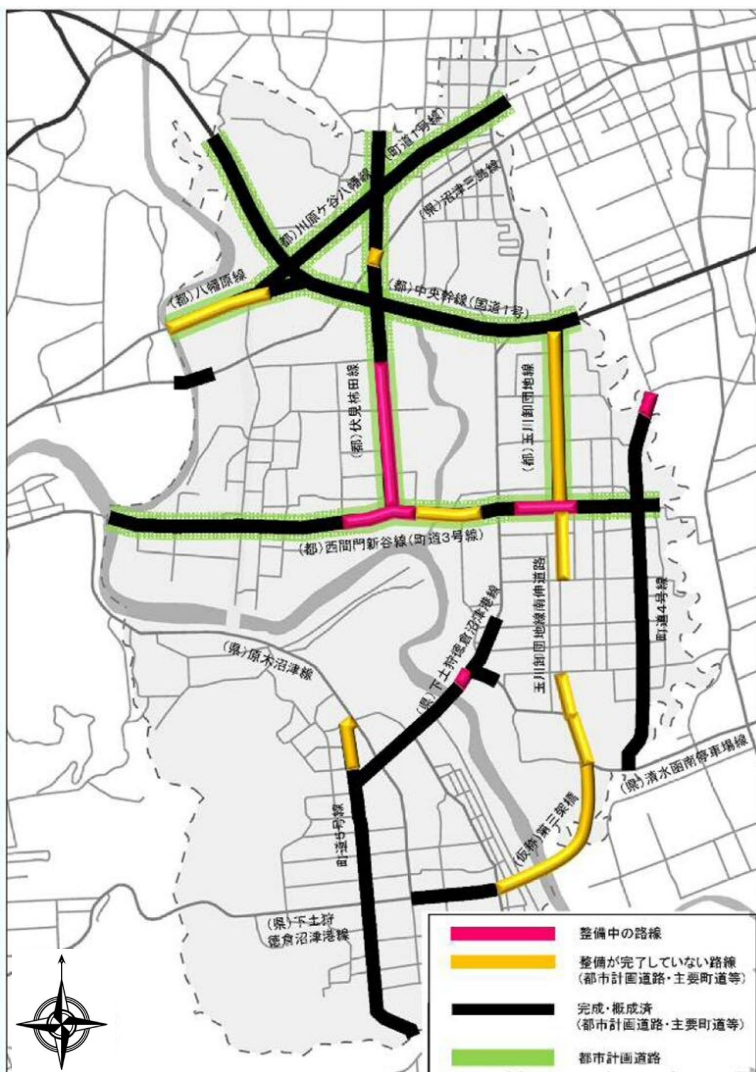 (都)川原ケ谷八幡線(町道1号線)
(県)沼津三島線
(都)八幡原線
(都)中央幹線(国道1号)
(都)伏見柿田線
(都)玉川卸団地線
(都)西間門新谷線(町道3号線)
玉川卸団地線南伸道路
町道4号線
(県)下土狩徳倉沼津港線
(県)原木沼津線
(県)清水函南停車場線
町道5号線
(仮称)第三架橋
(県)下土狩
徳倉沼津港線
整備中の路線
整備が完了していない路線
(都市計画道路・主要町道等)
完成・概成済
(都市計画道路・主要町道等)
都市計画道路